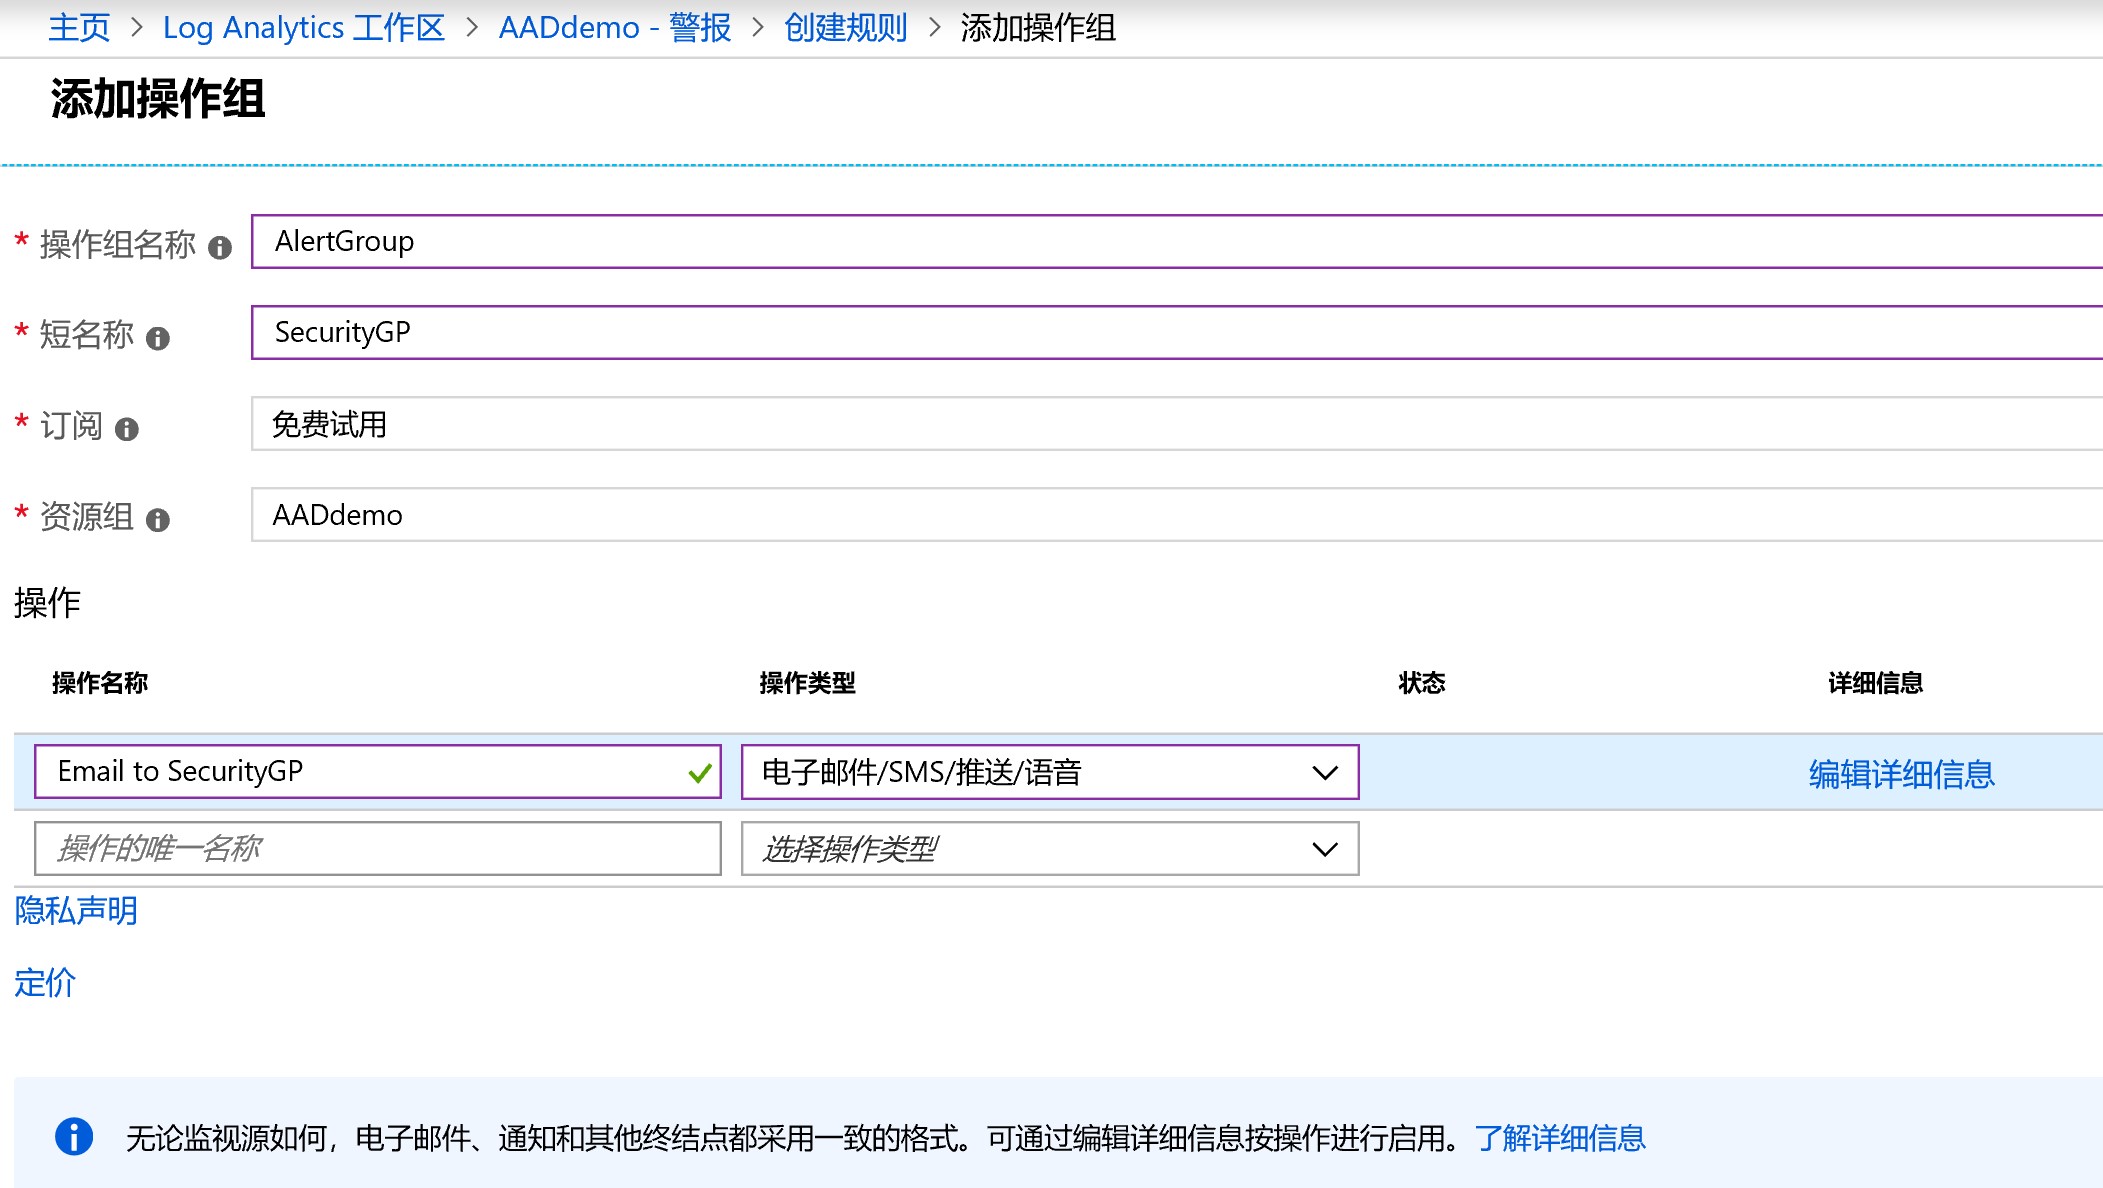 主页 > Log Analytics 工作区 > AADdemo - 警报 > 创建规则 > 添加操作组
添加操作组
* 操作组名称 AlertGroup
* 短名称 SecurityGP
* 订阅 免费试用
* 资源组 AADdemo
操作
操作名称 操作类型 状态 详细信息
Email to SecurityGP 电子邮件/SMS/推送/语音 编辑详细信息
操作的唯一名称 选择操作类型
隐私声明
定价
无论监视源如何，电子邮件、通知和其他终结点都采用一致的格式。可通过编辑详细信息按操作进行启用。了解详细信息